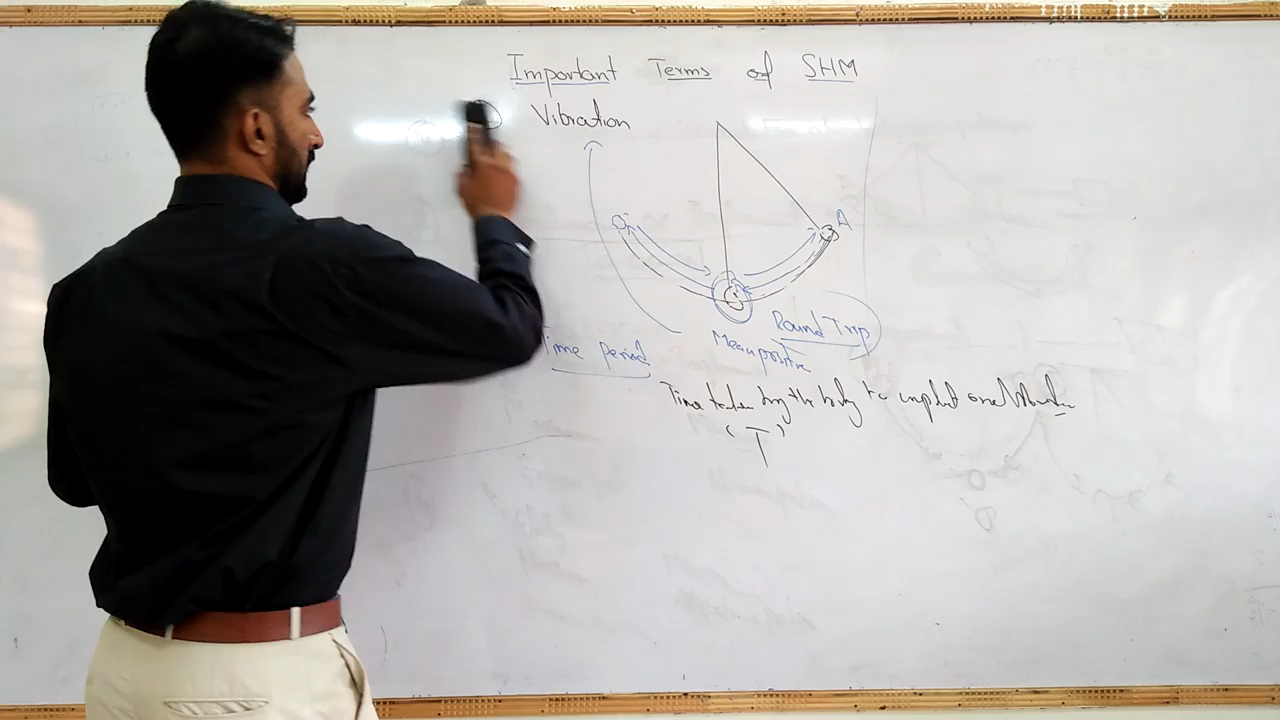 Important Terms of SHM
Vibration
A
Round Trip
Mean position
Time Period
Time taken by the body to complet one Vibration
(T)